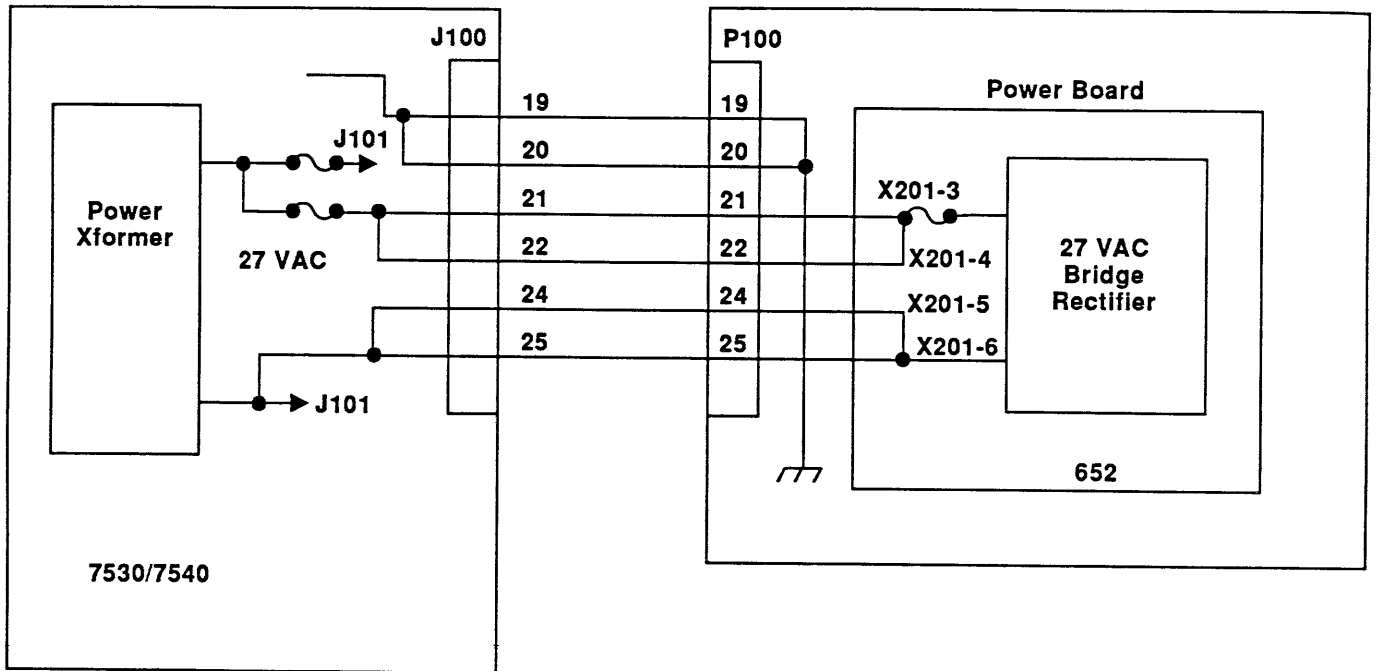 J100
P100
Power Board
19
19
J101
20
20
21
21
X201-3
Power
Xformer
27 VAC
22
22
X201-4
27 VAC
Bridge
Rectifier
24
24
X201-5
25
25
X201-6
J101
652
7530/7540